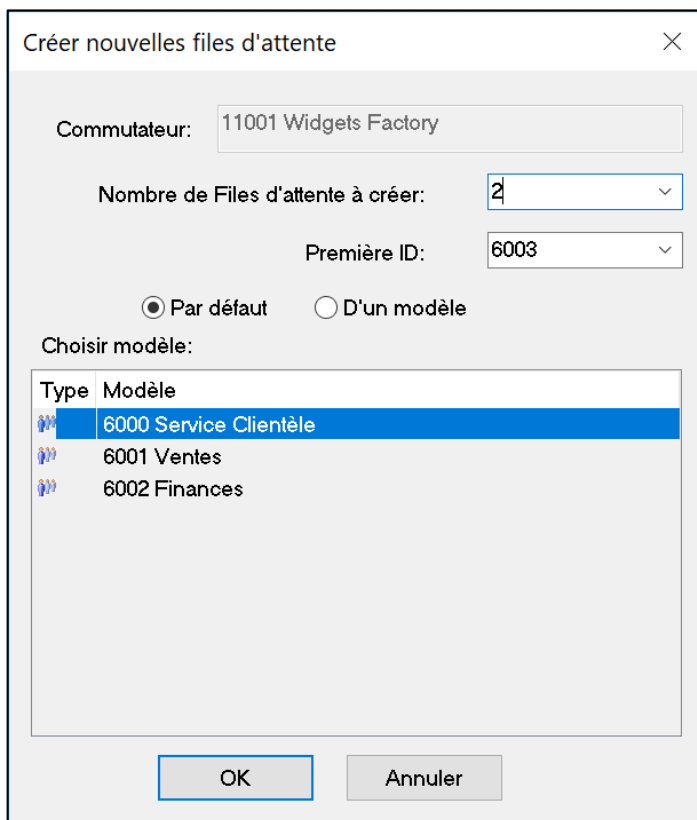 Créer nouvelles files d'attente
Commutateur: 11001 Widgets Factory
Nombre de Files d'attente à créer: 2
Première ID: 6003
Par défaut D'un modèle
Choisir modèle:
Type Modèle
6000 Service Clientèle
6001 Ventes
6002 Finances
OK Annuler